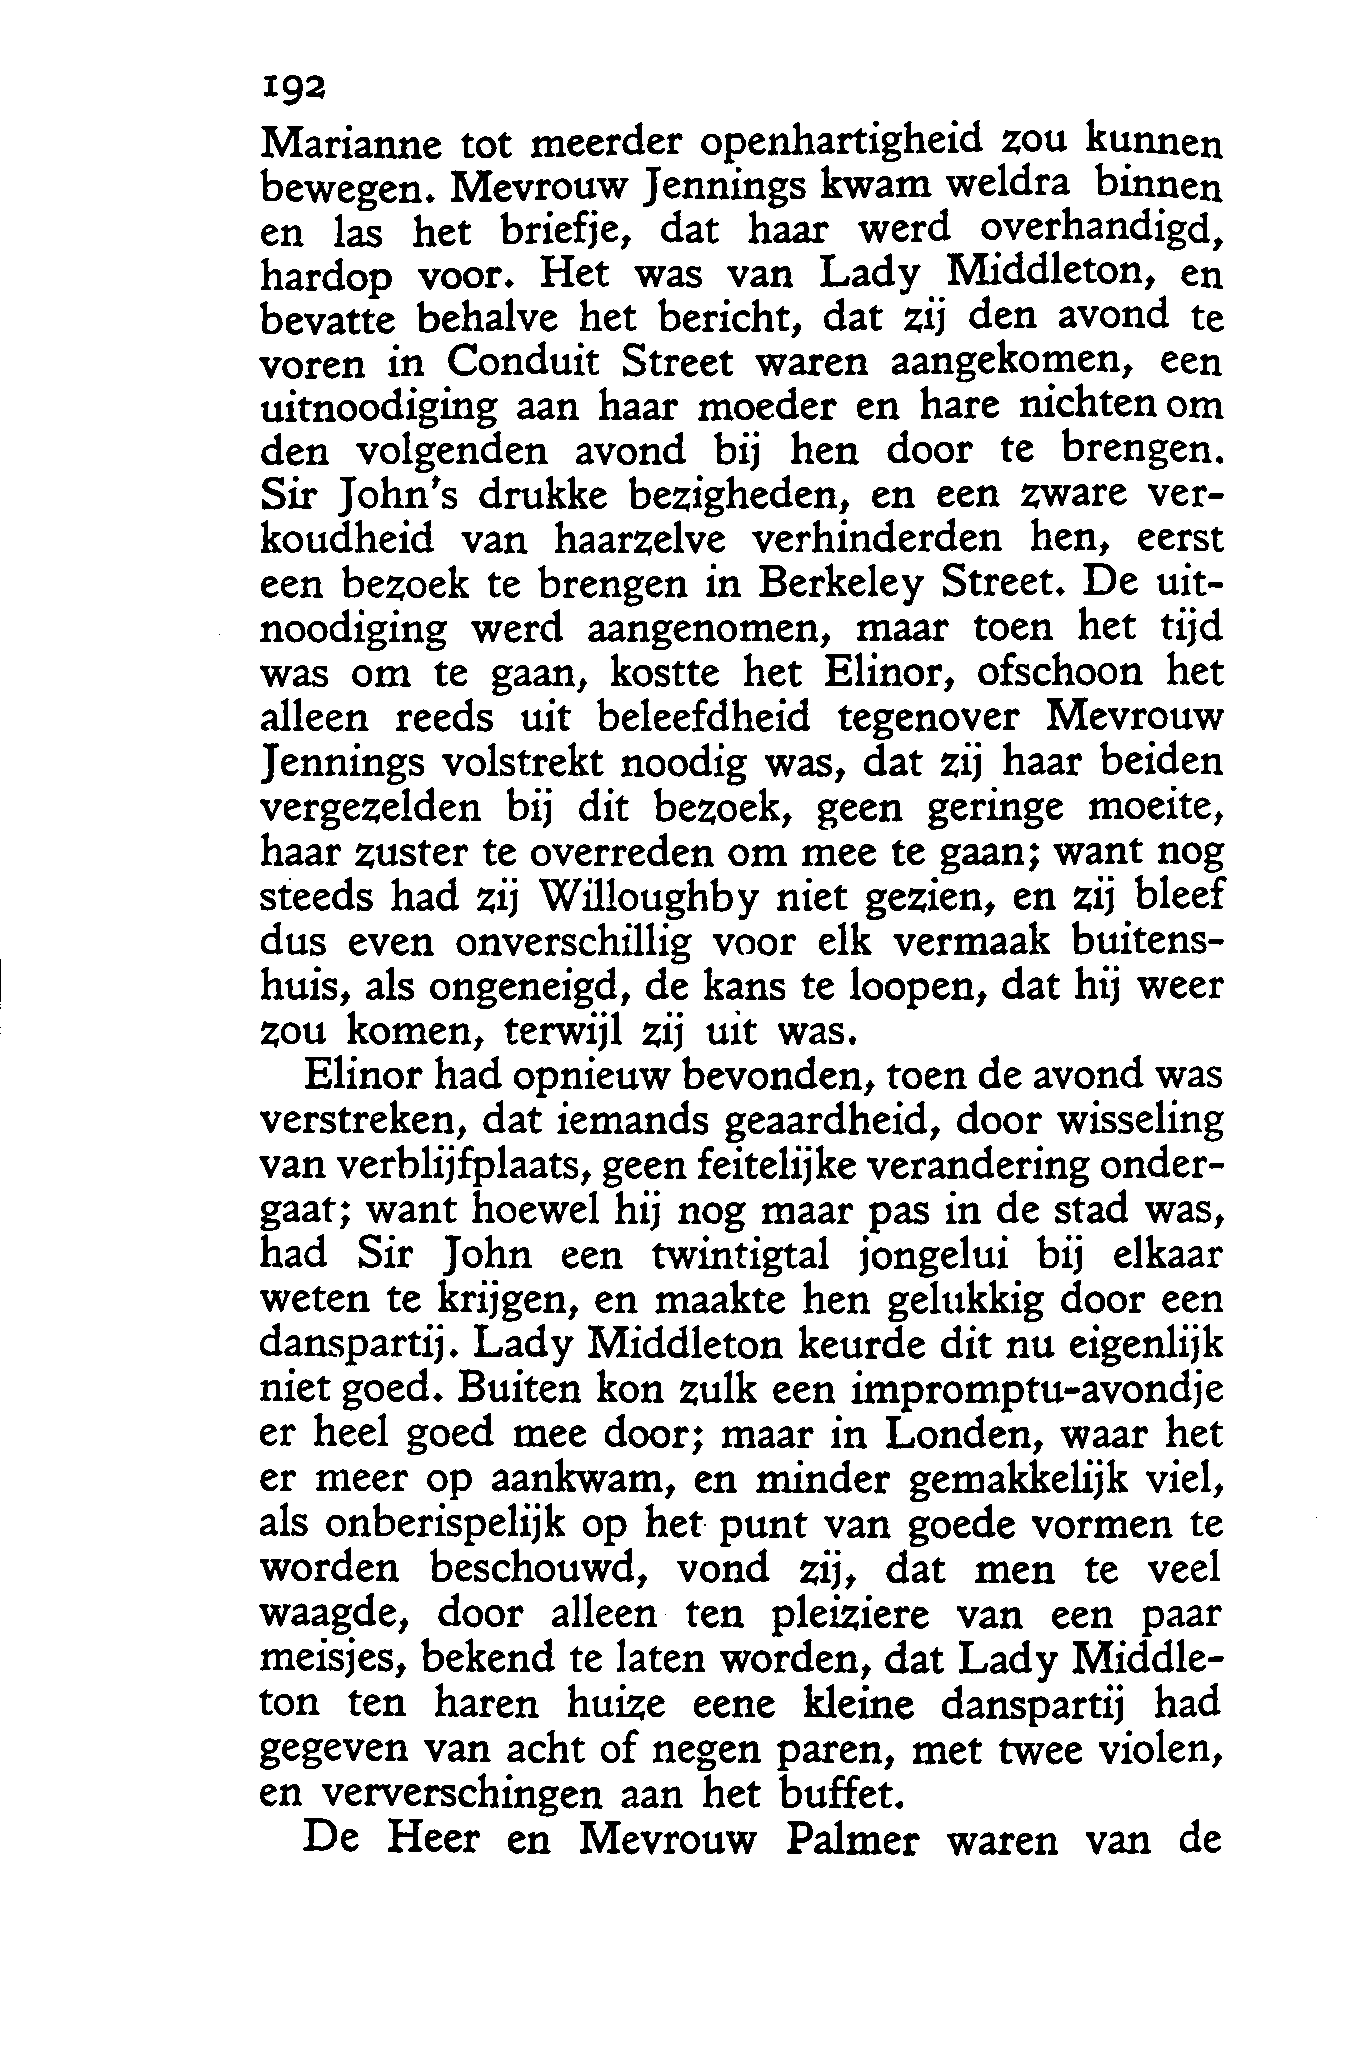 192
Marianne tot meerder openhartigheid zou kunnen
bewegen. Mevrouw Jennings kwam weldra binnen
en las het briefje, dat haar werd overhandigd,
hardop voor. Het was van Lady Middleton, en
bevatte behalve het bericht, dat zij den avond te
voren in Conduit Street waren aangekomen, een
uitnoodiging aan haar moeder en hare nichten om
den volgenden avond bij hen door te brengen.
Sir John's drukke bezigheden, en een zware ver-
koudheid van haarzelve verhinderden hen, eerst
een bezoek te brengen in Berkeley Street. De uit-
noodiging werd aangenomen, maar toen het tijd
was om te gaan, kostte het Elinor, ofschoon het
alleen reeds uit beleefdheid tegenover Mevrouw
Jennings volstrekt noodig was, dat zij haar beiden
vergezelden bij dit bezoek, geen geringe moeite,
haar zuster te overreden om mee te gaan; want nog
steeds had zij Willoughby niet gezien, en zij bleef
dus even onverschillig voor elk vermaak buitens-
huis, als ongeneigd, de kans te loopen, dat hij weer
zou komen, terwijl zij uit was.
Elinor had opnieuw bevonden, toen de avond was
verstreken, dat iemands geaardheid, door wisseling
van verblijfplaats, geen feitelijke verandering onder-
gaat; want hoewel hij nog maar pas in de stad was,
had Sir John een twintigtal jongelui bij elkaar
weten te krijgen, en maakte hen gelukkig door een
danspartij. Lady Middleton keurde dit nu eigenlijk
niet goed. Buiten kon zulk een impromptu-avondje
er heel goed mee door; maar in Londen, waar het
er meer op aankwam, en minder gemakkelijk viel,
als onberispelijk op het punt van goede vormen te
worden beschouwd, vond zij, dat men te veel
waagde, door alleen ten pleiziere van een paar
meisjes, bekend te laten worden, dat Lady Middle-
ton ten haren huize eene kleine danspartij had
gegeven van acht of negen paren, met twee violen,
en ververschingen aan het buffet.
De Heer en Mevrouw Palmer waren van de